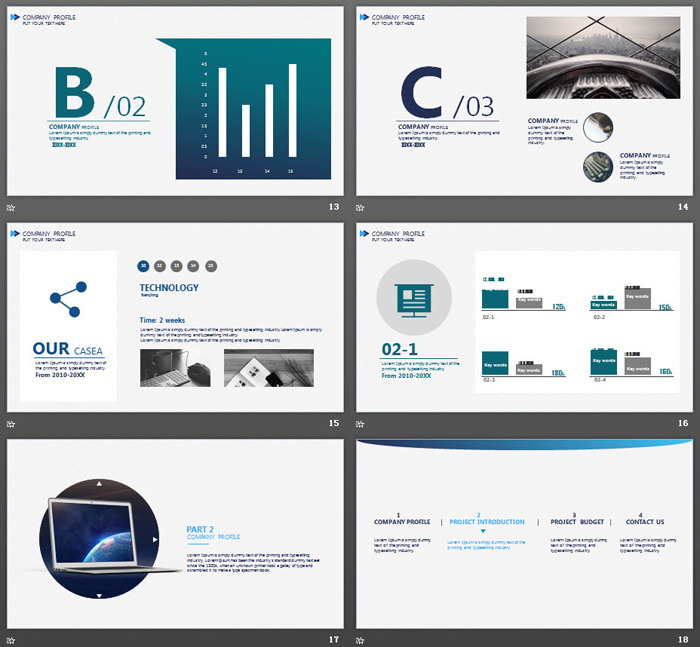 COMPANY PROFILE
PUT YOUR TEXT HERE
B /02
COMPANY PROFILE
Lorem Ipsum is simply dummy text of the printing and
typesetting industry.
5
4.5
4
3.5
3
2.5
2
1.5
1
0.5
0
12
13
14
15
13
COMPANY PROFILE
PUT YOUR TEXT HERE
C /03
COMPANY PROFILE
Lorem Ipsum is simply dummy text of the printing and
typesetting industry.
COMPANY PROFILE
Lorem Ipsum is simply
dummy text of the
printing and typesetting
industry.
COMPANY PROFILE
Lorem Ipsum is simply
dummy text of the
printing and typesetting
industry.
14
COMPANY PROFILE
PUT YOUR TEXT HERE
OUR CASEA
Lorem Ipsum is simply dummy text of
the printing and typesetting industry.
From 2010-20XX
10
12
13
14
15
TECHNOLOGY
Time: 2 weeks
Lorem Ipsum is simply dummy text of the printing and typesetting industry. Lorem Ipsum is simply
dummy text of the printing and typesetting industry.
Lorem Ipsum is simply dummy text of the printing and typesetting industry.
15
COMPANY PROFILE
PUT YOUR TEXT HERE
02-1
Lorem Ipsum is simply dummy text of
the printing and typesetting industry.
From 2010-20XX
Key words
02-1
Key words
Key words
02-2
Key words
Key words
02-3
Key words
Key words
02-4
16
PART 2
COMPANY PROFILE
Lorem Ipsum is simply dummy text of the printing and typesetting
industry. Lorem Ipsum has been the industry's standard dummy text ever
since the 1500s, when an unknown printer took a galley of type and
scrambled it to make a type specimen book.
17
1
COMPANY PROFILE
Lorem Ipsum is simply dummy
text of the printing and
typesetting industry.
2
PROJECT INTRODUCTION
Lorem Ipsum is simply dummy text of
the printing and typesetting industry.
3
PROJECT BUDGET
Lorem Ipsum is simply dummy
text of the printing and
typesetting industry.
4
CONTACT US
Lorem Ipsum is simply dummy
text of the printing and
typesetting industry.
18